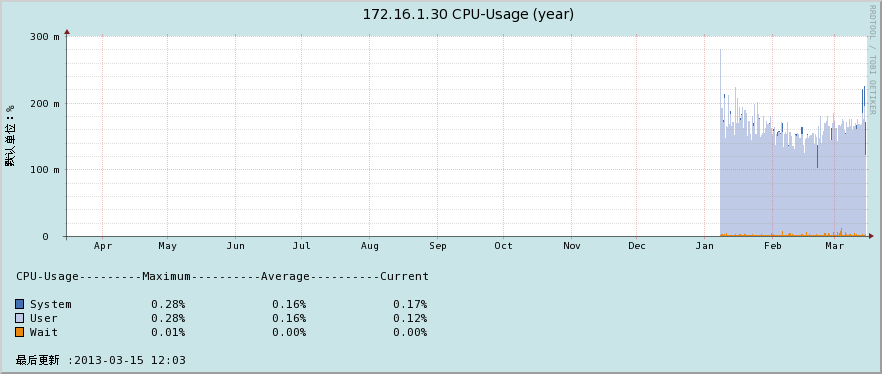 172.16.1.30 CPU-Usage (year)
RRDTOOL / TOBI OETIKER
默认单位：%
300 m
200 m
100 m
0
Apr May Jun Jul Aug Sep Oct Nov Dec Jan Feb Mar
CPU-Usage---------Maximum----------Average----------Current
System 0.28% 0.16% 0.17%
User 0.28% 0.16% 0.12%
Wait 0.01% 0.00% 0.00%
最后更新 :2013-03-15 12:03